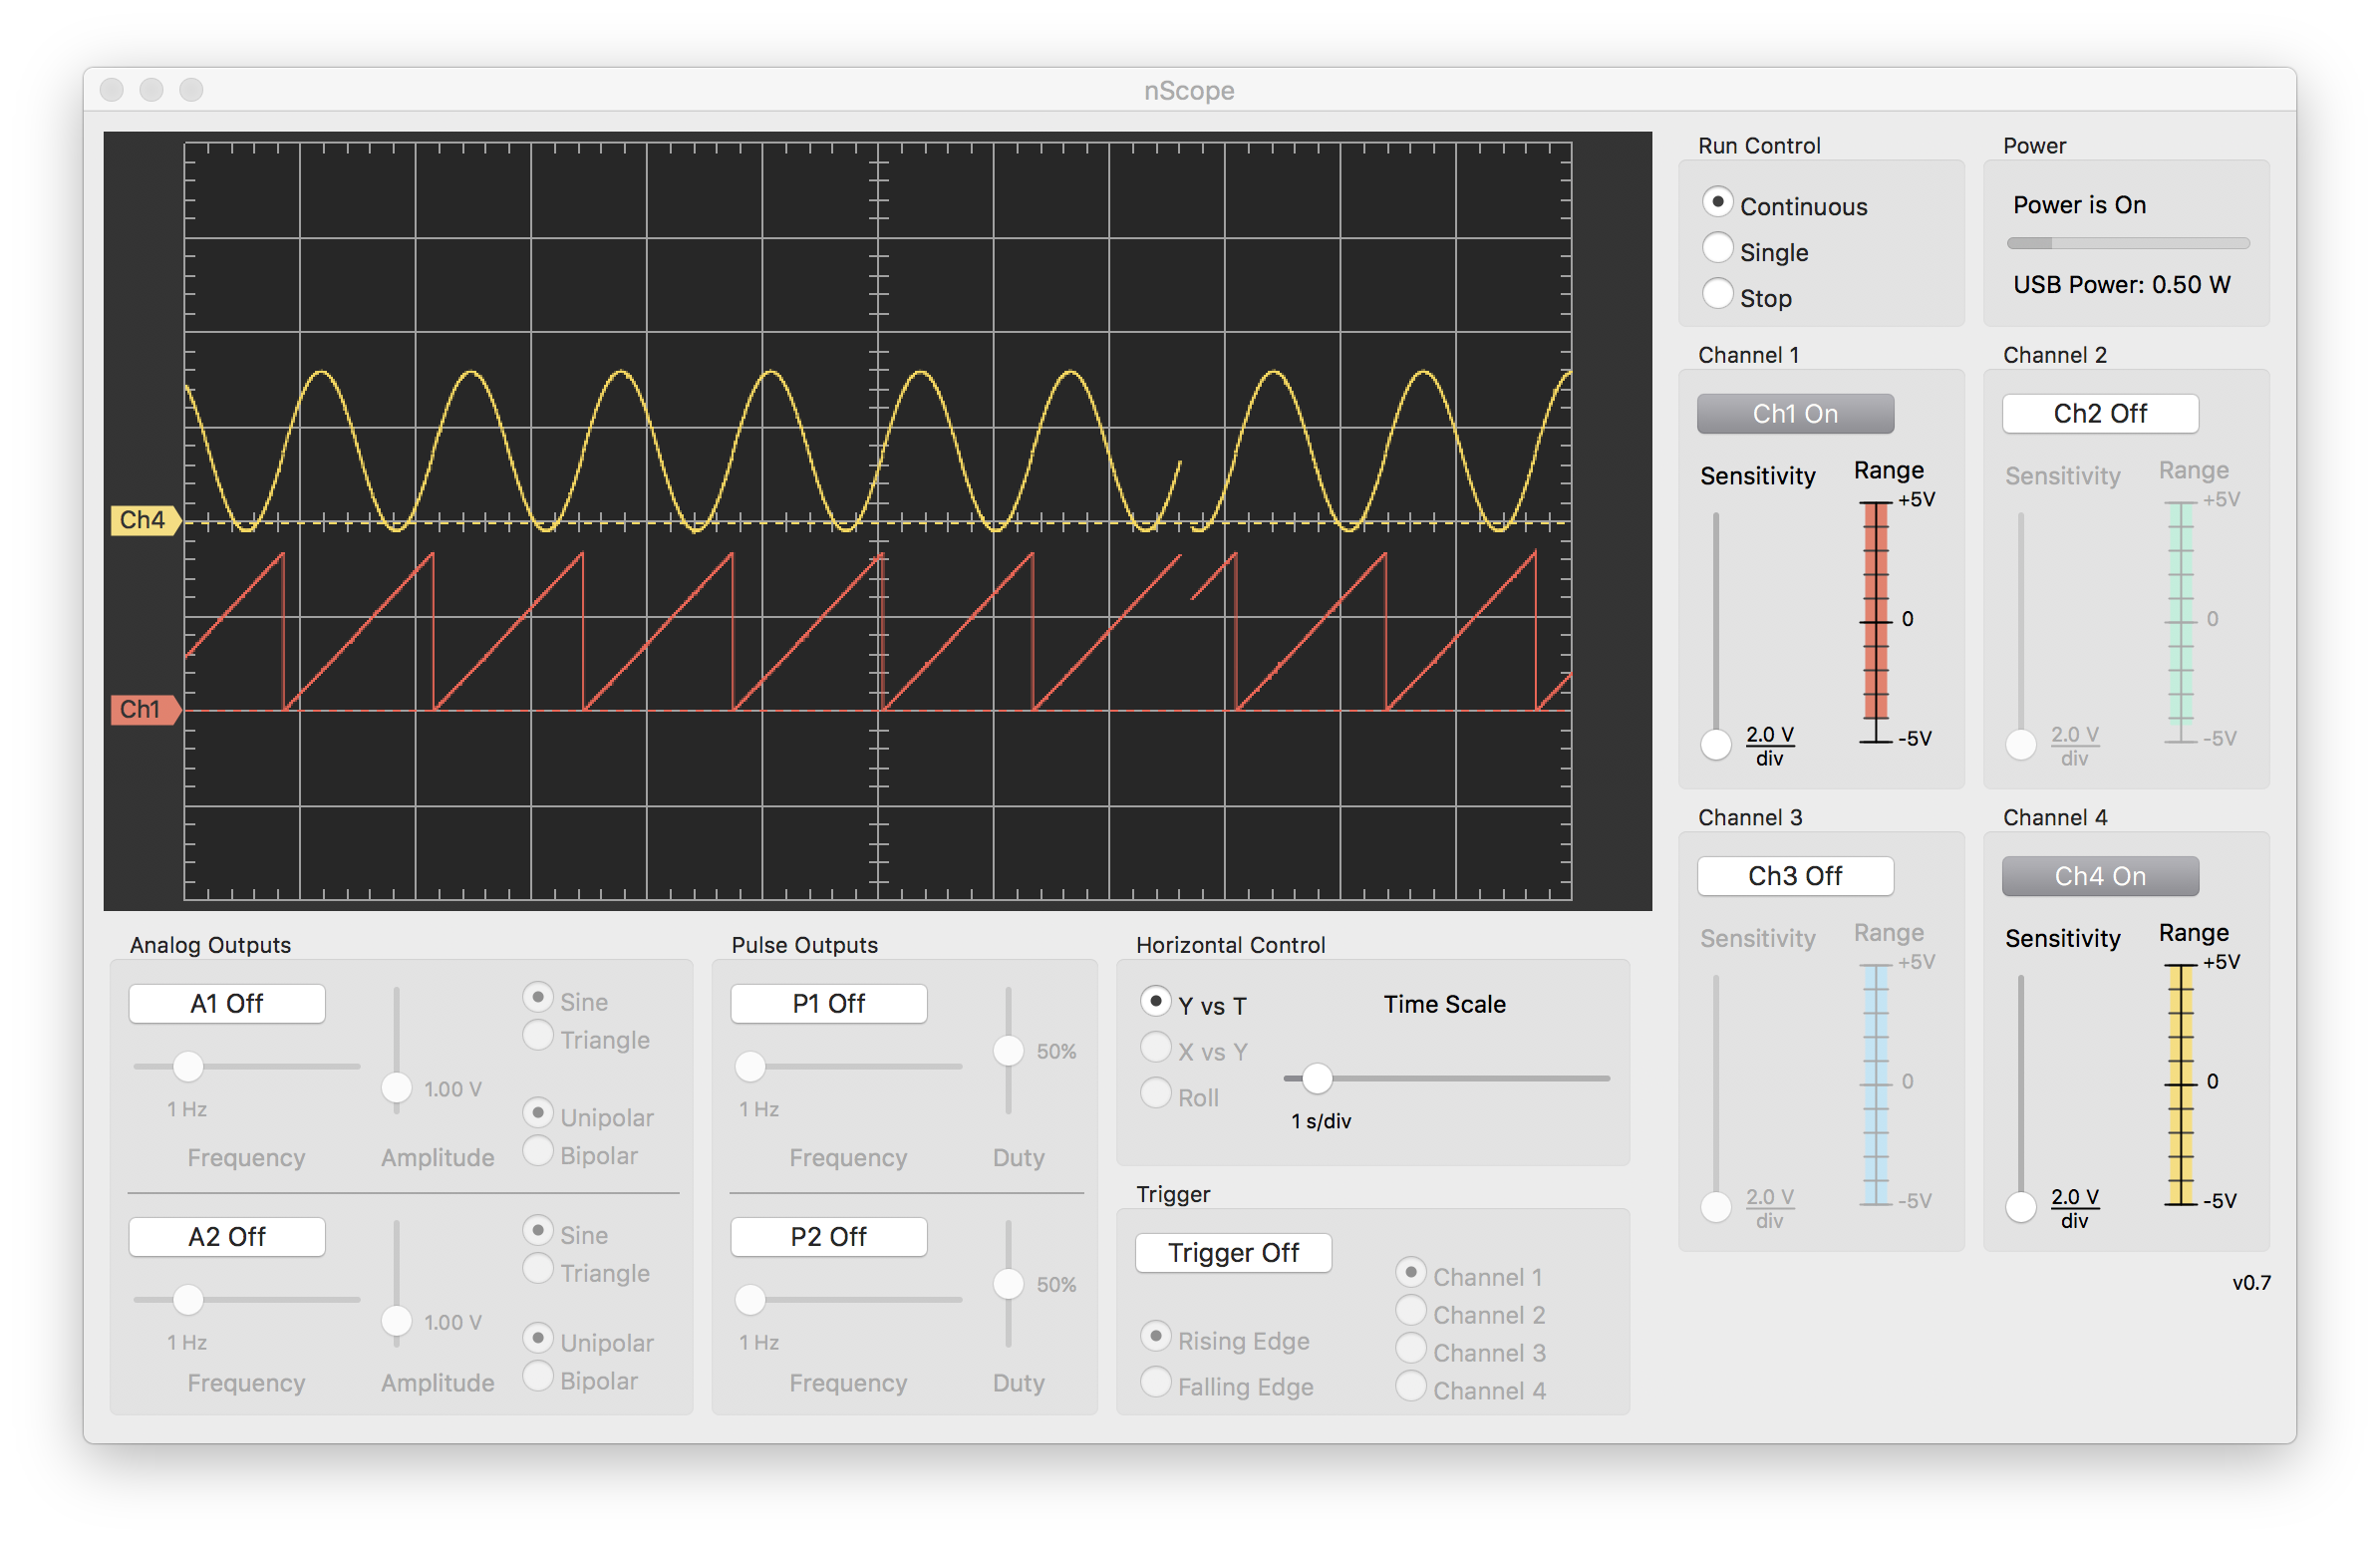 nScope
Ch4
Ch1
Run Control
Continuous
Single
Stop
Power
Power is On
USB Power: 0.50 W
Channel 1
Ch1 On
Sensitivity
Range
+5V
0
-5V
2.0 V
div
Channel 2
Ch2 Off
Sensitivity
Range
+5V
0
-5V
2.0 V
div
Channel 3
Ch3 Off
Sensitivity
Range
+5V
0
-5V
2.0 V
div
Channel 4
Ch4 On
Sensitivity
Range
+5V
0
-5V
2.0 V
div
Analog Outputs
A1 Off
1 Hz
Frequency
1.00 V
Amplitude
Sine
Triangle
Unipolar
Bipolar
A2 Off
1 Hz
Frequency
1.00 V
Amplitude
Sine
Triangle
Unipolar
Bipolar
Pulse Outputs
P1 Off
1 Hz
Frequency
50%
Duty
P2 Off
1 Hz
Frequency
50%
Duty
Horizontal Control
Y vs T
X vs Y
Roll
Time Scale
1 s/div
Trigger
Trigger Off
Rising Edge
Falling Edge
Channel 1
Channel 2
Channel 3
Channel 4
v0.7